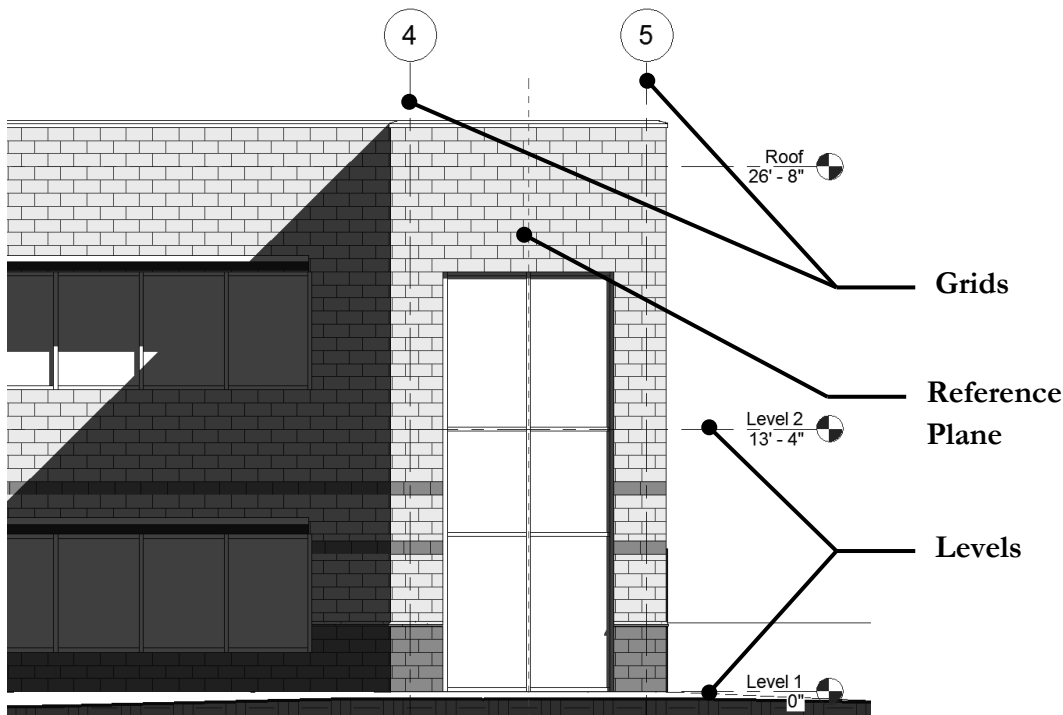 4
5
Roof
26' - 8"
Grids
Reference
Plane
Level 2
13' - 4"
Levels
Level 1
0"